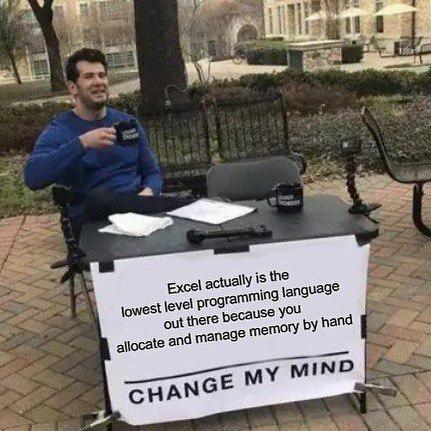 Excel actually is the
lowest level programming language
out there because you
allocate and manage memory by hand
CHANGE MY MIND